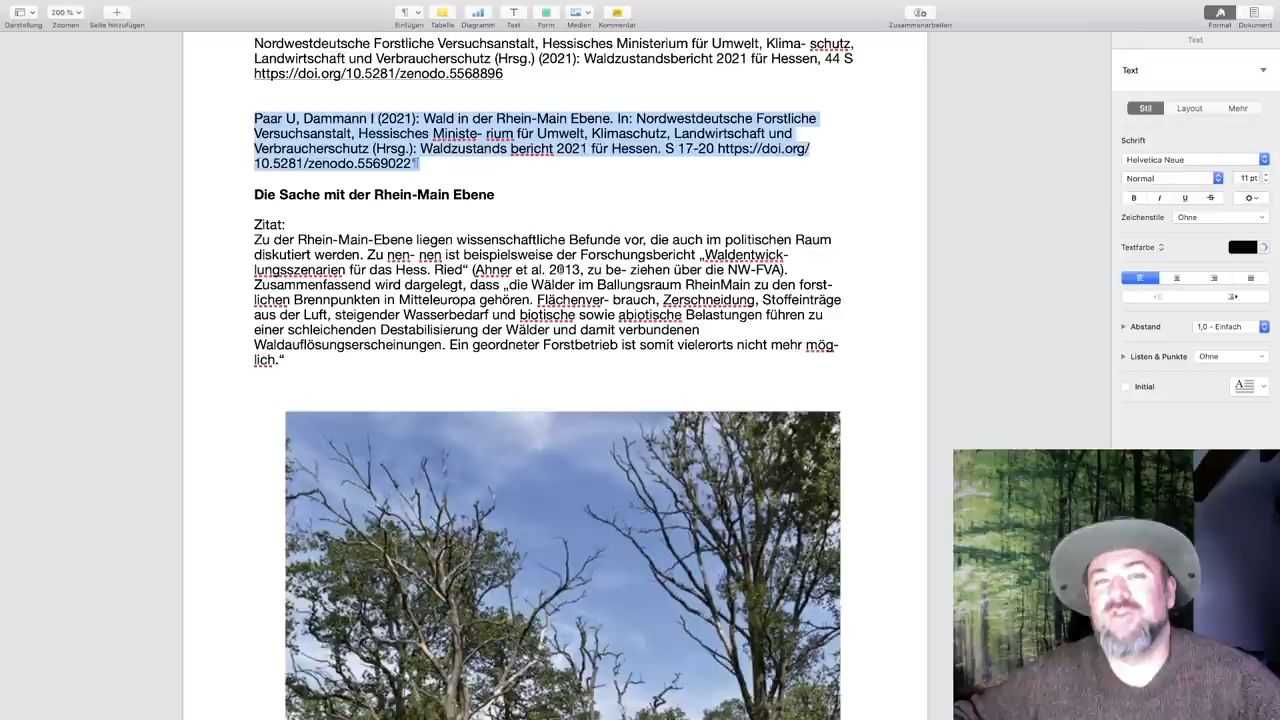 Darstellung
200 %
Zoomen
Seite hinzufügen
Einfügen
Tabelle
Diagramm
T
Text
Form
Medien
Kommentar
Zusammenarbeiten
Format
Dokument
Nordwestdeutsche Forstliche Versuchsanstalt, Hessisches Ministerium für Umwelt, Klima- schutz,
Landwirtschaft und Verbraucherschutz (Hrsg.) (2021): Waldzustandsbericht 2021 für Hessen, 44 S
https://doi.org/10.5281/zenodo.5568896
Paar U, Dammann I (2021): Wald in der Rhein-Main Ebene. In: Nordwestdeutsche Forstliche
Versuchsanstalt, Hessisches Ministe- rium für Umwelt, Klimaschutz, Landwirtschaft und
Verbraucherschutz (Hrsg.): Waldzustands bericht 2021 für Hessen. S 17-20 https://doi.org/
10.5281/zenodo.5569022¶
Die Sache mit der Rhein-Main Ebene
Zitat:
Zu der Rhein-Main-Ebene liegen wissenschaftliche Befunde vor, die auch im politischen Raum
diskutiert werden. Zu nen- nen ist beispielsweise der Forschungsbericht „Waldentwick-
lungsszenarien für das Hess. Ried“ (Ahner et al. 2013, zu be- ziehen über die NW-FVA).
Zusammenfassend wird dargelegt, dass „die Wälder im Ballungsraum RheinMain zu den forst-
lichen Brennpunkten in Mitteleuropa gehören. Flächenver- brauch, Zerschneidung, Stoffeinträge
aus der Luft, steigender Wasserbedarf und biotische sowie abiotische Belastungen führen zu
einer schleichenden Destabilisierung der Wälder und damit verbundenen
Waldauflösungserscheinungen. Ein geordneter Forstbetrieb ist somit vielerorts nicht mehr mög-
lich.“
Text
Text
Stil
Layout
Mehr
Schrift
Helvetica Neue
Normal
11 pt
B I U S
Zeichenstile
Ohne
Textfarbe
Abstand
1,0 - Einfach
Listen & Punkte
Ohne
Initial
A